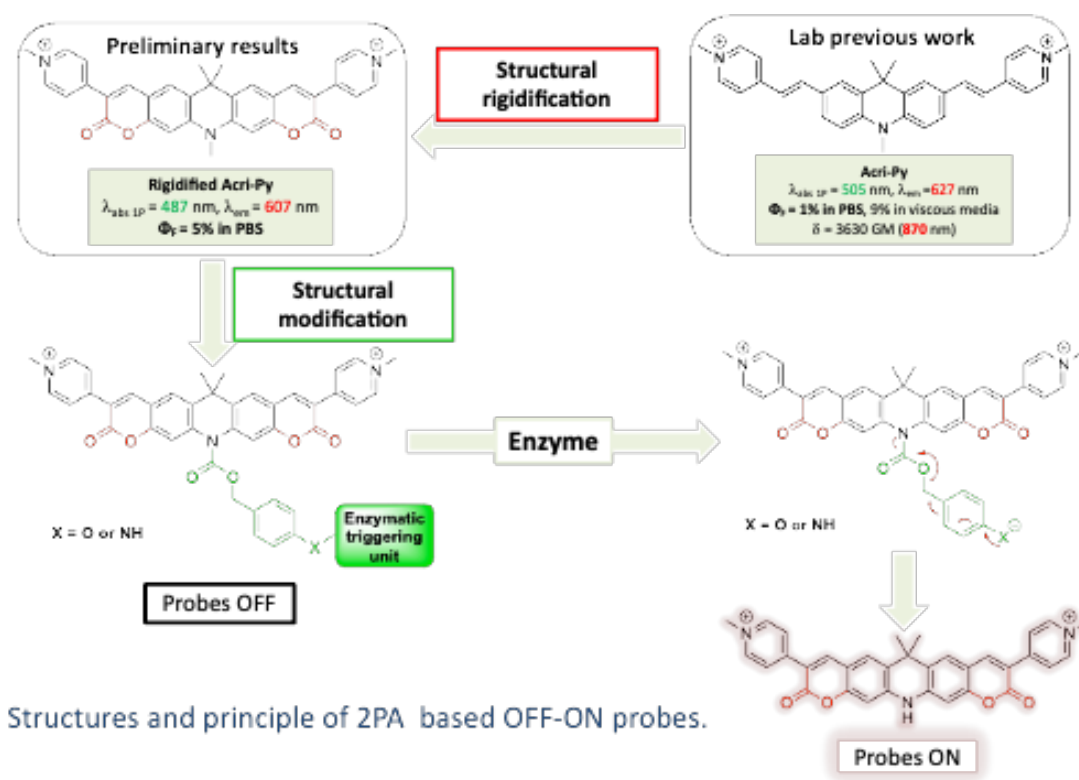 Preliminary results
Structural
rigidification
Lab previous work
Rigidified Acri-Py
λabs 1P = 487 nm, λem = 607 nm
ΦF = 5% in PBS
Acri-Py
λabs 1P = 505 nm, λem =627 nm
ΦF = 1% in PBS, 9% in viscous media
δ = 3630 GM (870 nm)
Structural
modification
Enzyme
X = O or NH
Enzymatic
triggering
unit
Probes OFF
X = O or NH
Structures and principle of 2PA based OFF-ON probes.
Probes ON